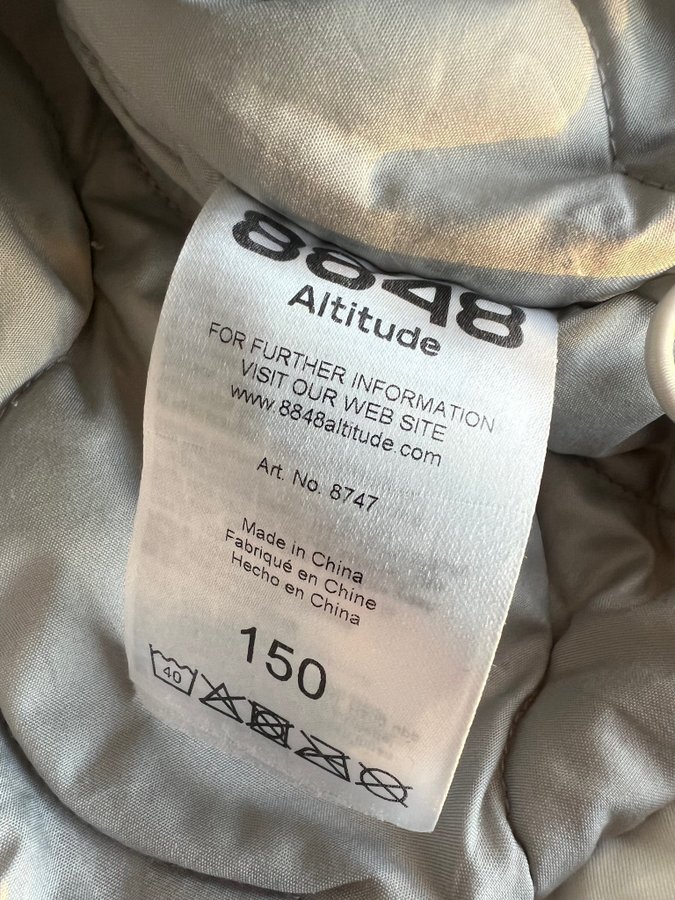 8848
Altitude
FOR FURTHER INFORMATION
VISIT OUR WEB SITE
www.8848altitude.com
Art. No. 8747
Made in China
Fabriqué en Chine
Hecho en China
150
40